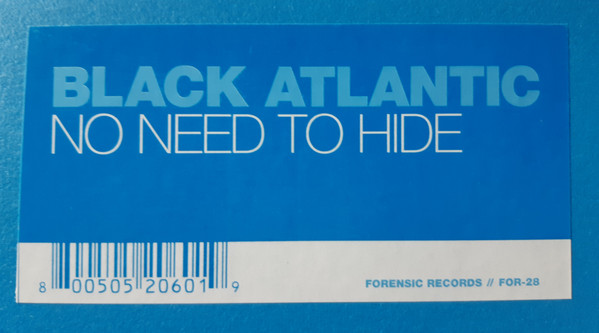 BLACK ATLANTIC
NO NEED TO HIDE
8 00505 20601 9
FORENSIC RECORDS // FOR-28